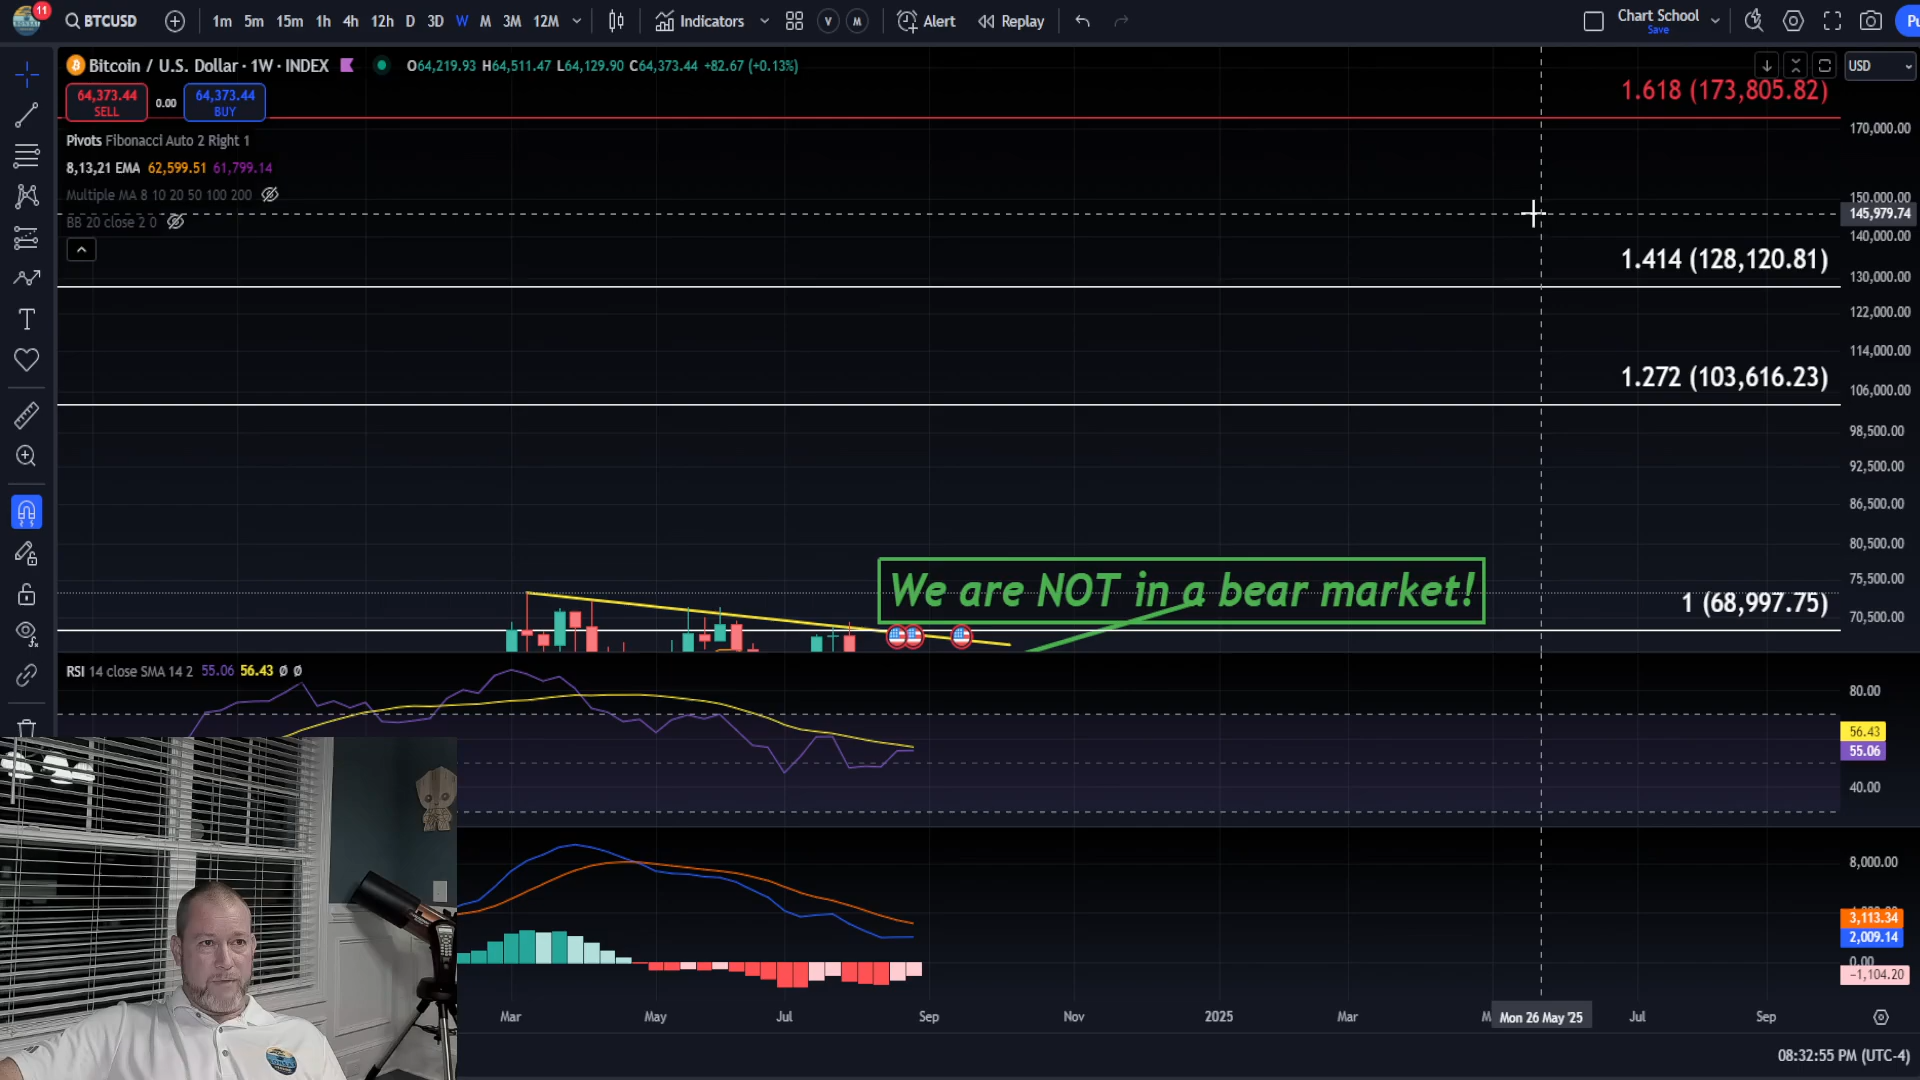 11
BTCUSD 1m 5m 15m 1h 4h 12h D 3D W M 3M 12M Indicators V M Alert Replay Chart School Save Pu
Bitcoin / U.S. Dollar · 1W · INDEX O64,219.93 H64,511.47 L64,129.90 C64,373.44 +82.67 (+0.13%) USD
64,373.44 SELL 0.00 64,373.44 BUY
Pivots Fibonacci Auto 2 Right 1
8,13,21 EMA 62,599.51 61,799.14
Multiple MA 8 10 20 50 100 200
BB 20 close 2 0
1.618 (173,805.82)
170,000.00
150,000.00
145,979.74
140,000.00
1.414 (128,120.81)
130,000.00
122,000.00
114,000.00
1.272 (103,616.23)
106,000.00
98,500.00
92,500.00
86,500.00
80,500.00
75,500.00
We are NOT in a bear market!
1 (68,997.75)
70,500.00
RSI 14 close SMA 14 2 55.06 56.43 Ø Ø
80.00
56.43
55.06
40.00
8,000.00
3,113.34
2,009.14
0.00
−1,104.20
Mar May Jul Sep Nov 2025 Mar M Mon 26 May '25 Jul Sep
08:32:55 PM (UTC-4)